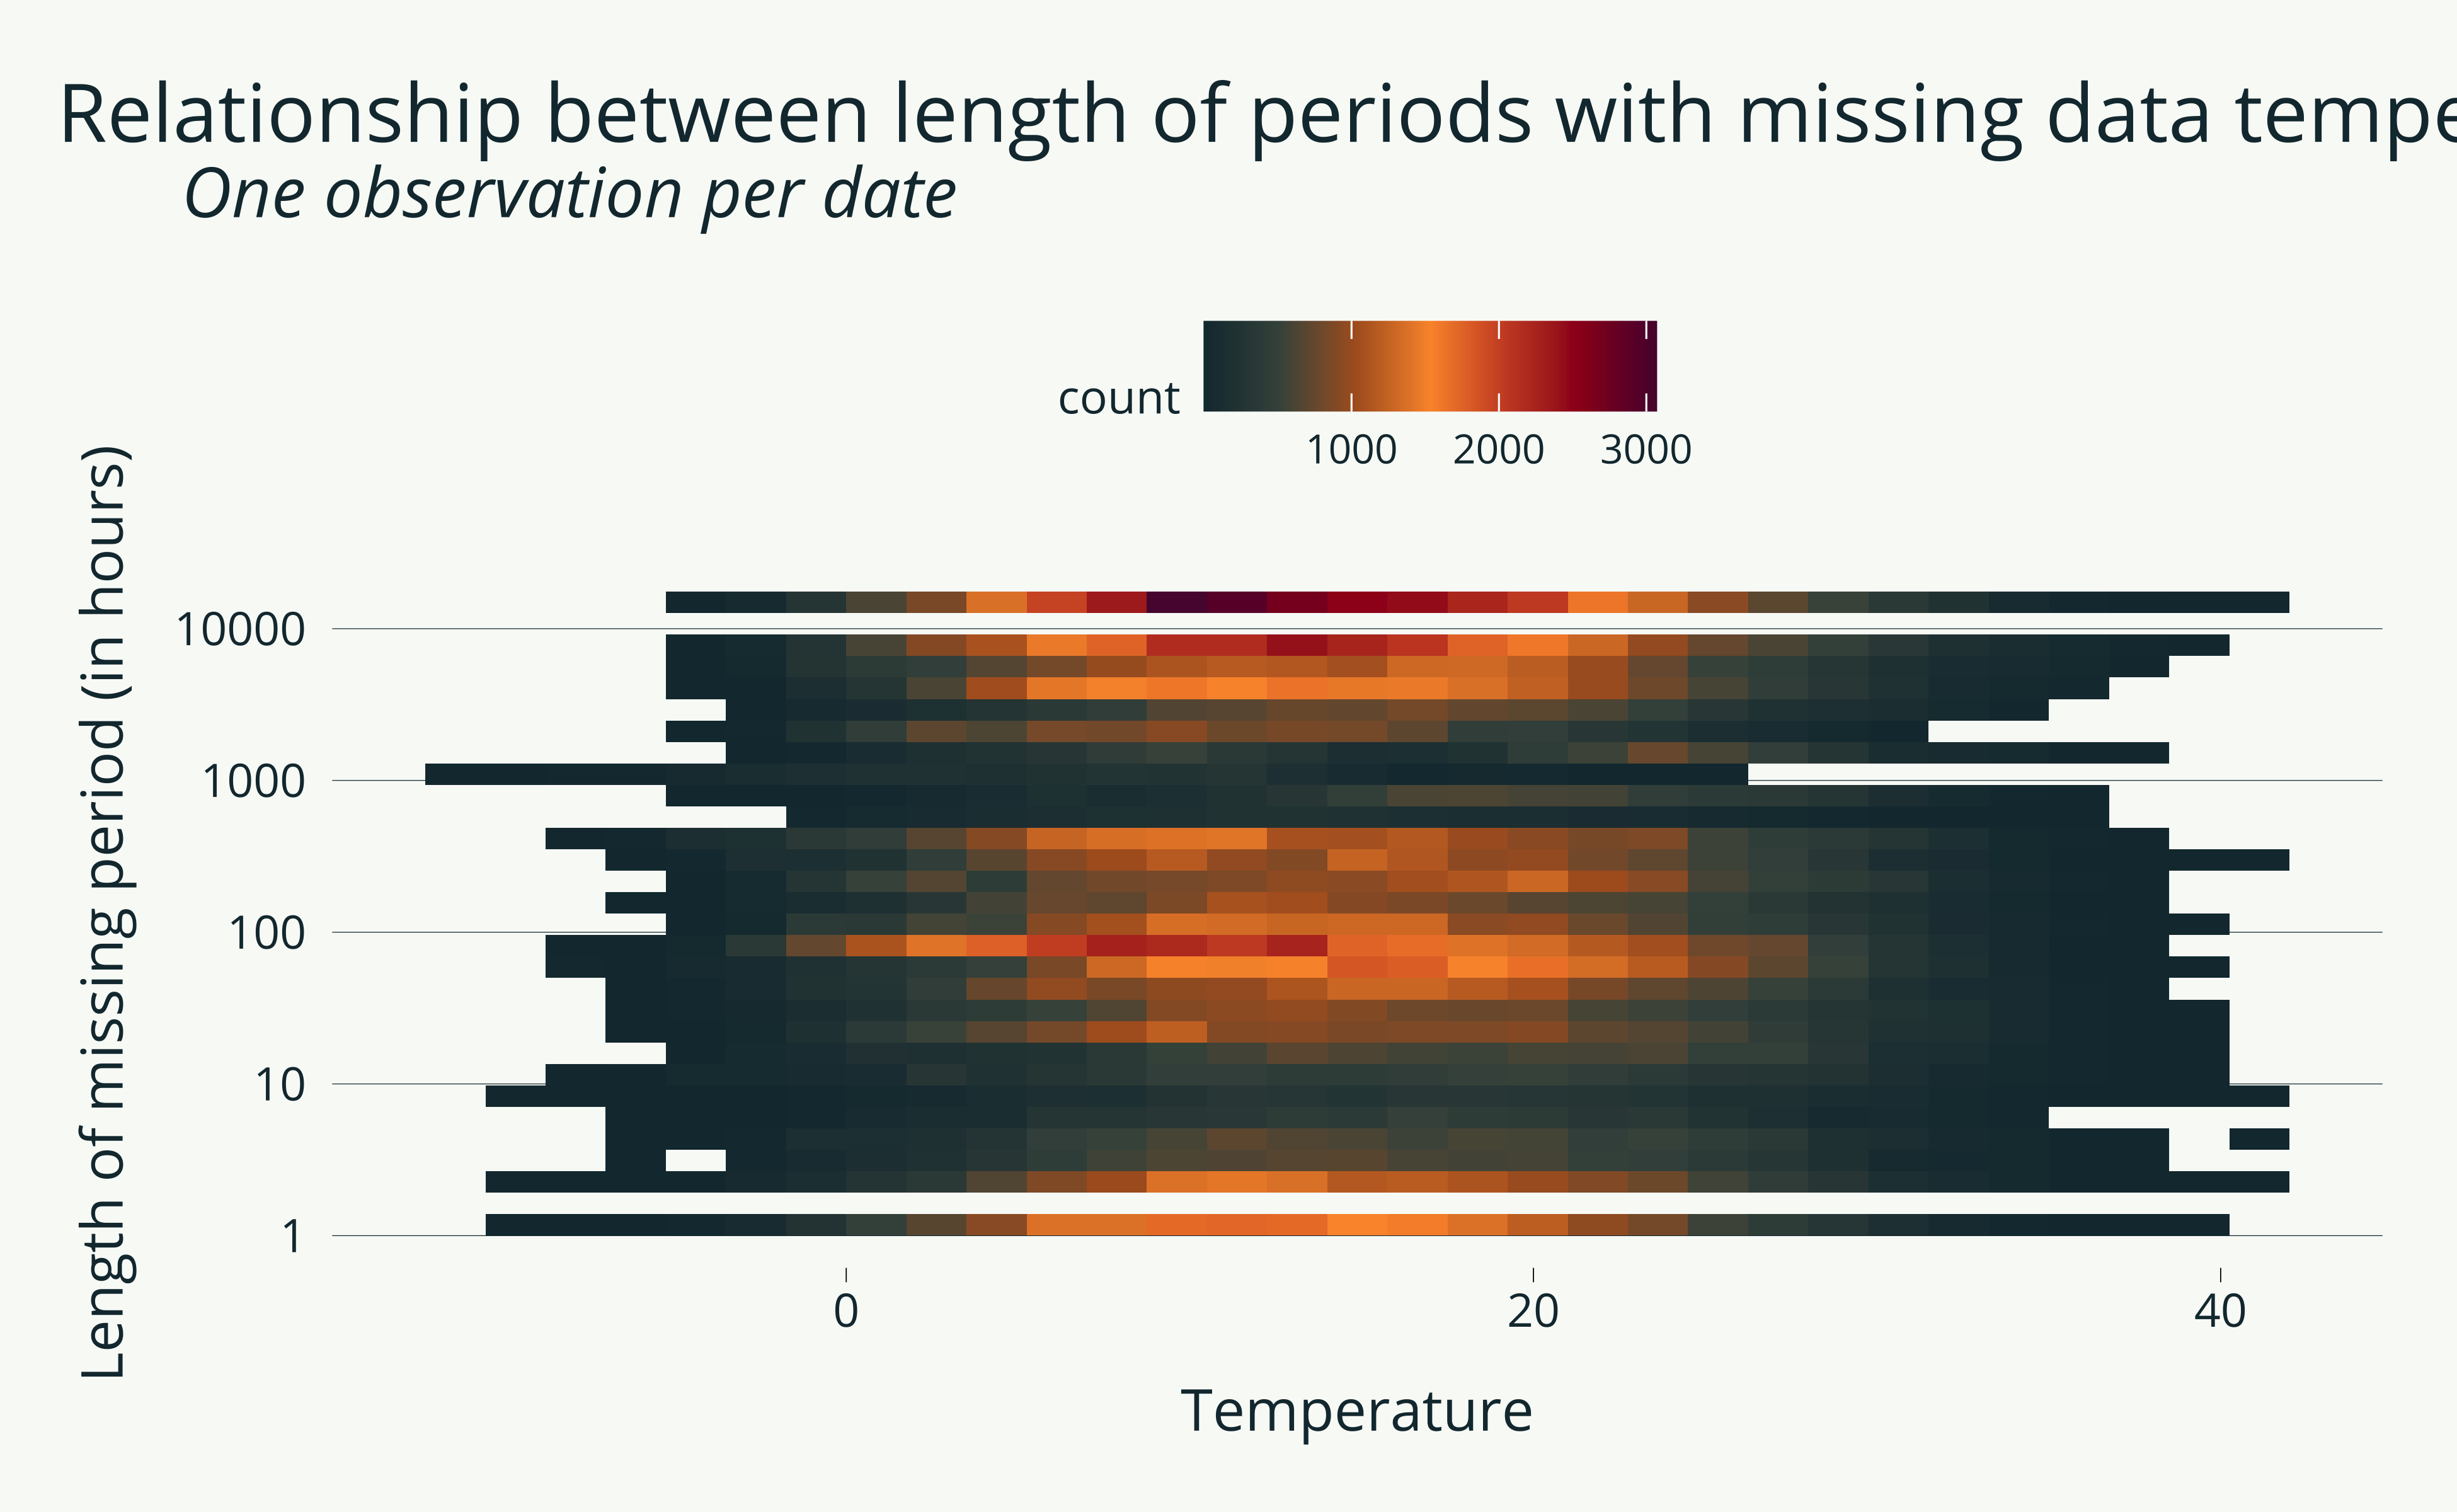 Relationship between length of periods with missing data tempe
One observation per date
count
1000 2000 3000
Length of missing period (in hours)
10000
1000
100
10
1
0 20 40
Temperature